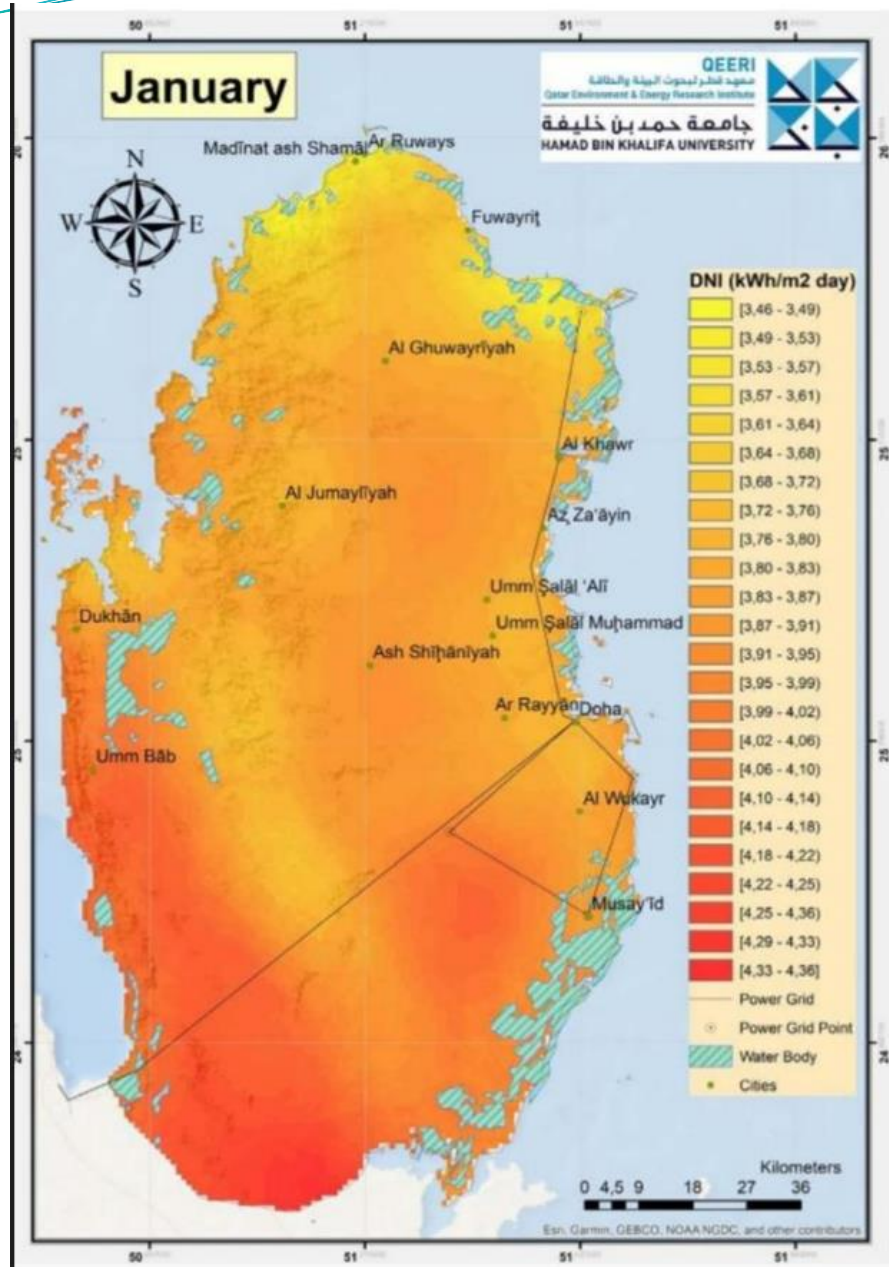 50
51
51
51
January
QEERI
معهد قطر لبحوث البيئة والطاقة
Qatar Environment & Energy Research Institute
جامعة حمد بن خليفة
HAMAD BIN KHALIFA UNIVERSITY
N
W E
S
26
26
Madīnat ash Shamāl
Ar Ruways
Fuwayriţ
Al Ghuwayrīyah
25
25
Al Khawr
Al Jumaylīyah
Az̧ Za‘āyin
Umm Şalāl ‘Alī
Dukhān
Umm Şalāl Muḩammad
Ash Shīḩānīyah
Ar Rayyān
Doha
25
25
Umm Bāb
Al Wukayr
Musay‘īd
24
24
DNI (kWh/m2 day)
[3,46 - 3,49)
[3,49 - 3,53)
[3,53 - 3,57)
[3,57 - 3,61)
[3,61 - 3,64)
[3,64 - 3,68)
[3,68 - 3,72)
[3,72 - 3,76)
[3,76 - 3,80)
[3,80 - 3,83)
[3,83 - 3,87)
[3,87 - 3,91)
[3,91 - 3,95)
[3,95 - 3,99)
[3,99 - 4,02)
[4,02 - 4,06)
[4,06 - 4,10)
[4,10 - 4,14)
[4,14 - 4,18)
[4,18 - 4,22)
[4,22 - 4,25)
[4,25 - 4,36)
[4,29 - 4,33)
[4,33 - 4,36]
Power Grid
Power Grid Point
Water Body
Cities
Kilometers
0 4,5 9 18 27 36
Esri, Garmin, GEBCO, NOAA NGDC, and other contributors
50
51
51
51